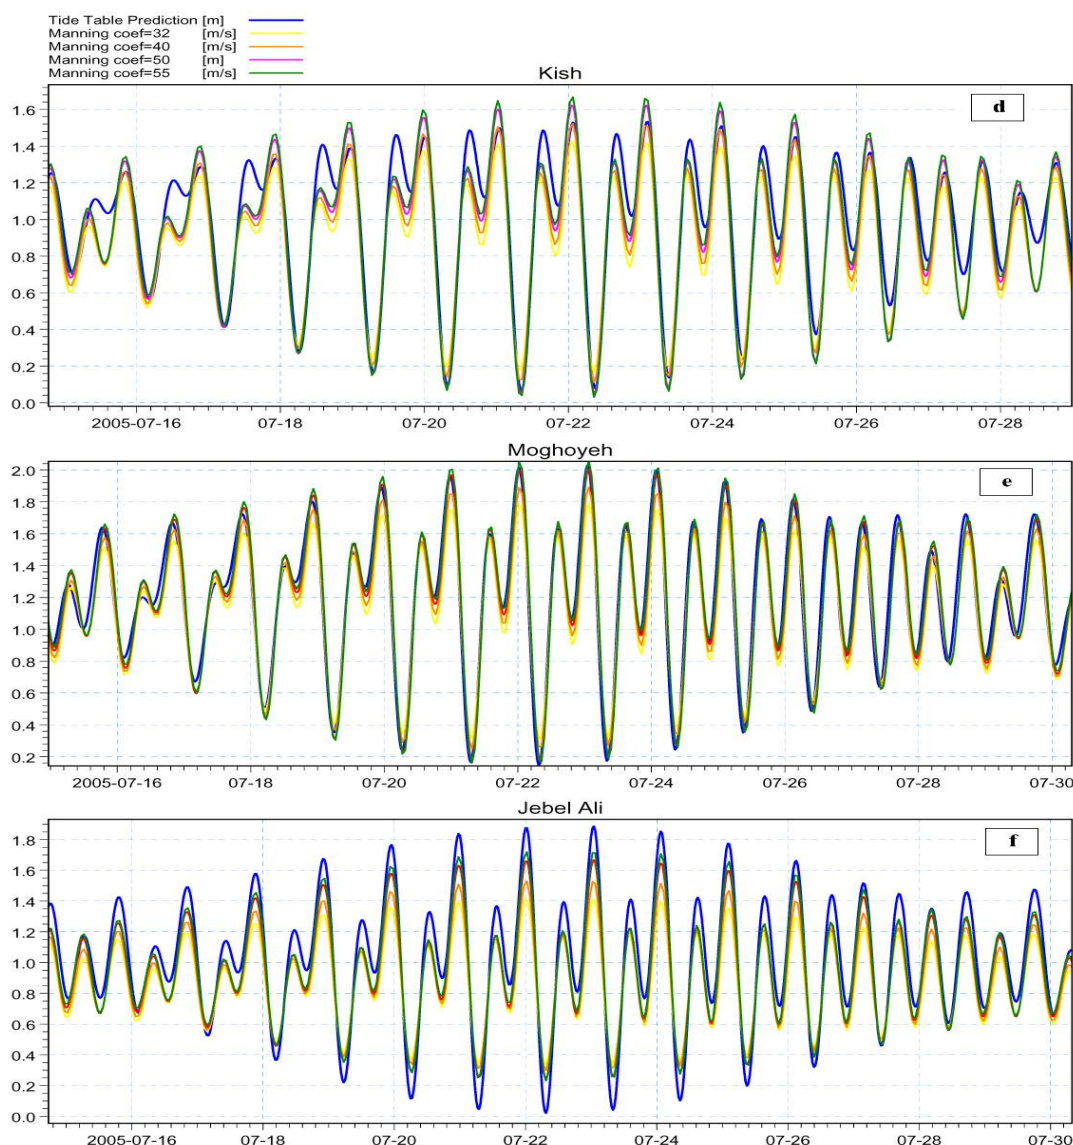 Tide Table Prediction [m]
Manning coef=32 [m/s]
Manning coef=40 [m/s]
Manning coef=50 [m]
Manning coef=55 [m/s]
Kish
d
1.6
1.4
1.2
1.0
0.8
0.6
0.4
0.2
0.0
2005-07-16 07-18 07-20 07-22 07-24 07-26 07-28
Moghoyeh
e
2.0
1.8
1.6
1.4
1.2
1.0
0.8
0.6
0.4
0.2
2005-07-16 07-18 07-20 07-22 07-24 07-26 07-28 07-30
Jebel Ali
f
1.8
1.6
1.4
1.2
1.0
0.8
0.6
0.4
0.2
0.0
2005-07-16 07-18 07-20 07-22 07-24 07-26 07-28 07-30